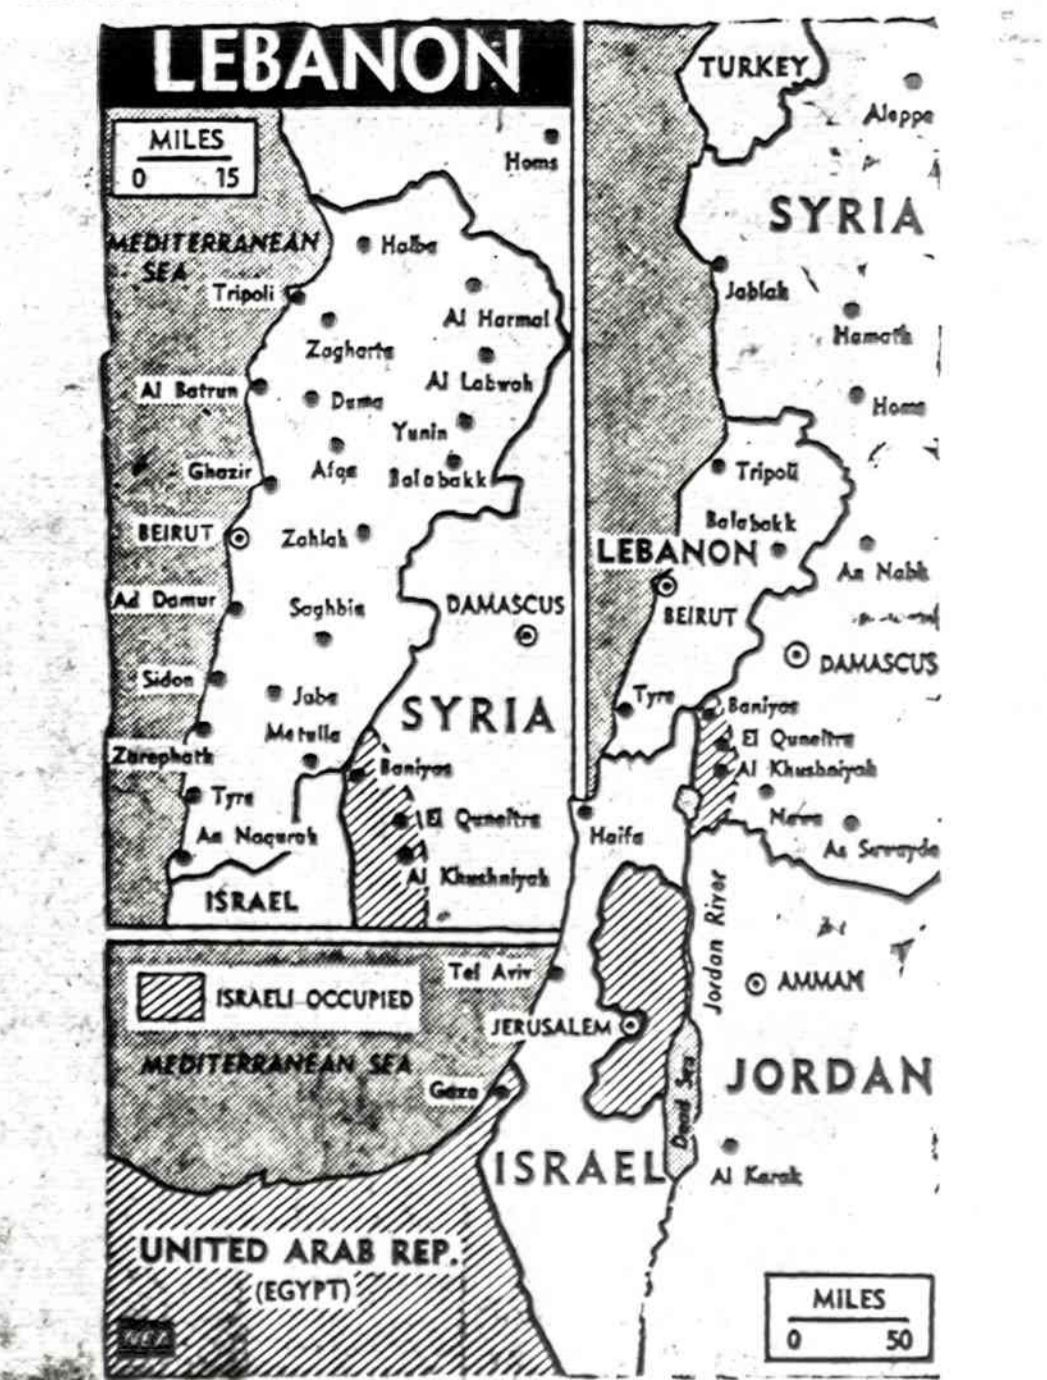 LEBANON
MILES
0 15
Homs
MEDITERRANEAN
SEA
Halba
Tripoli
Al Harmal
Zagharta
Al Labwah
Al Batrun
Duma
Yunin
Afqa
Balabakk
Ghazir
BEIRUT
Zahlah
Ad Damur
Saghbin
DAMASCUS
Sidon
Jaba
SYRIA
Metulla
Zarephath
Baniyas
Tyre
El Quneitra
An Naqurah
Al Khushniyah
ISRAEL
TURKEY
Aleppo
SYRIA
Jablah
Hamath
Homs
Tripoli
Balabakk
LEBANON
An Nabk
BEIRUT
DAMASCUS
Tyre
Baniyas
El Quneitra
Al Khushniyah
Nawa
Haifa
As Suwayda
Jordan River
Tel Aviv
AMMAN
ISRAELI OCCUPIED
JERUSALEM
MEDITERRANEAN SEA
Gaza
Dead Sea
JORDAN
ISRAEL
Al Karak
UNITED ARAB REP.
(EGYPT)
MILES
0 50